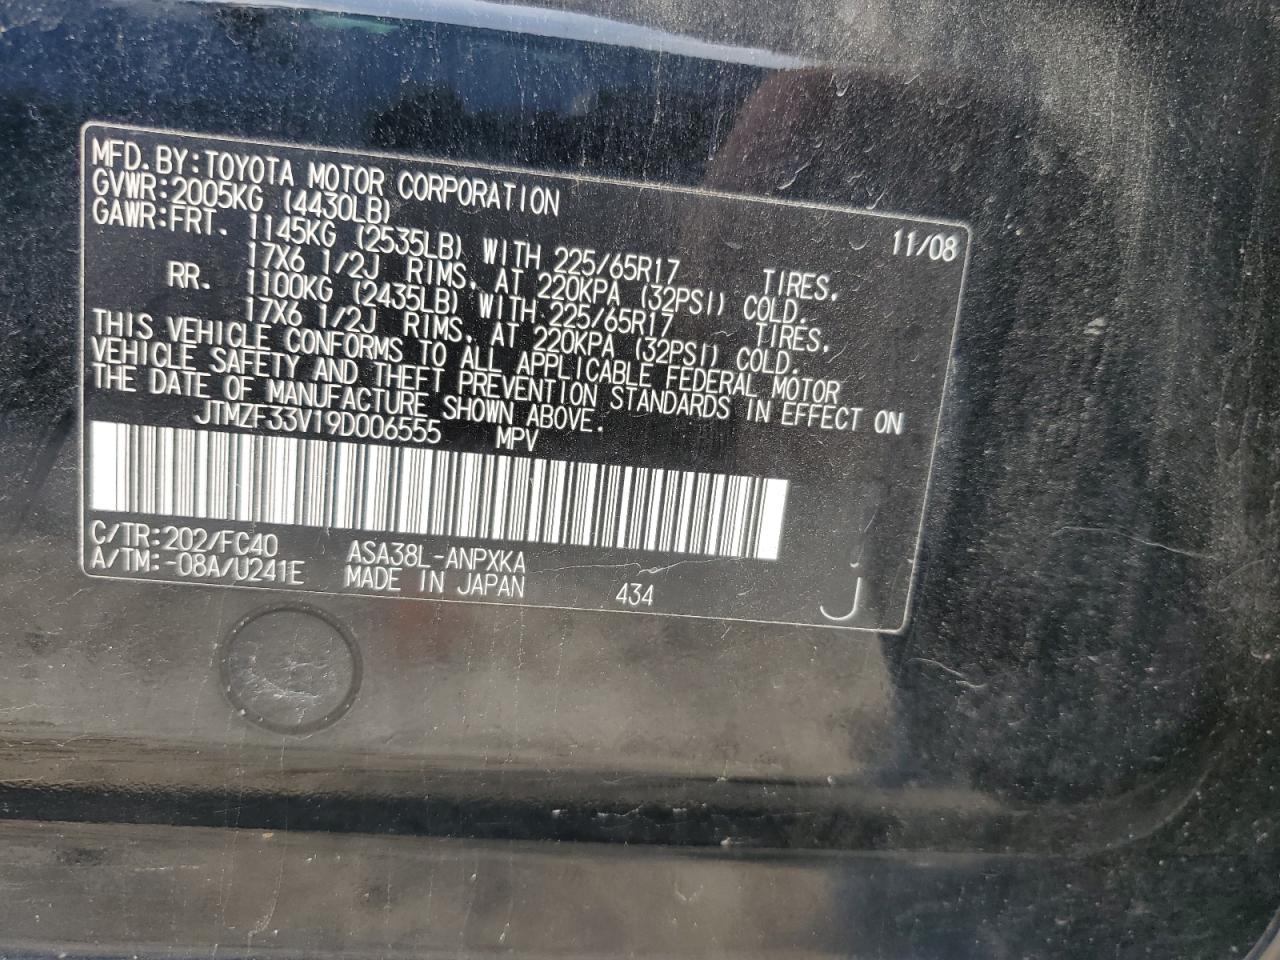 MFD. BY: TOYOTA MOTOR CORPORATION 11/08
GVWR: 2005KG (4430LB)
GAWR: FRT. 1145KG (2535LB) WITH 225/65R17 TIRES,
17X6 1/2J RIMS, AT 220KPA (32PSI) COLD.
RR. 1100KG (2435LB) WITH 225/65R17 TIRES,
17X6 1/2J RIMS, AT 220KPA (32PSI) COLD.
THIS VEHICLE CONFORMS TO ALL APPLICABLE FEDERAL MOTOR
VEHICLE SAFETY AND THEFT PREVENTION STANDARDS IN EFFECT ON
THE DATE OF MANUFACTURE SHOWN ABOVE.
JTMZF33V19D006555 MPV
C/TR: 202/FC40 ASA38L-ANPXKA
A/TM: -08A/U241E MADE IN JAPAN 434 J